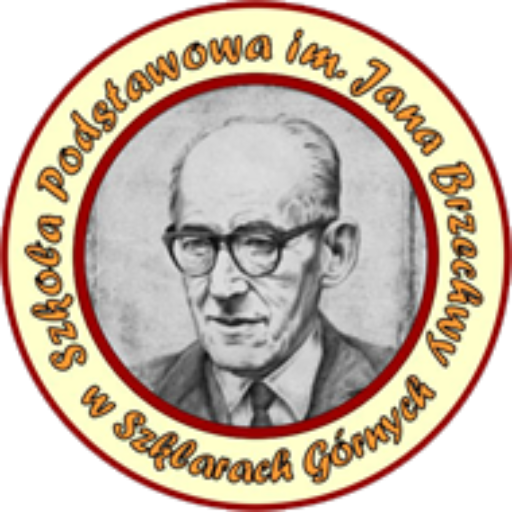 Szkoła Podstawowa im. Jana Brzechwy
w Szklarach Górnych